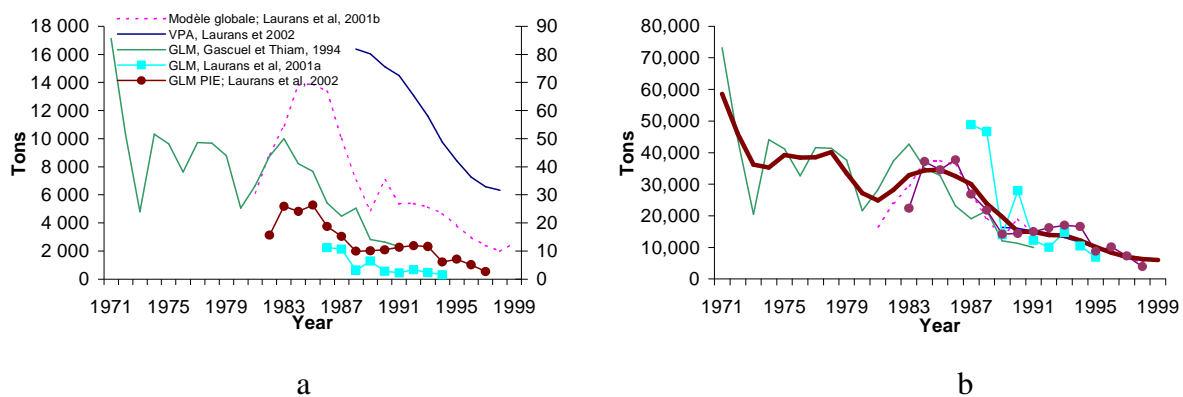 Modèle globale; Laurans et al, 2001b
VPA, Laurans et 2002
GLM, Gascuel et Thiam, 1994
GLM, Laurans et al, 2001a
GLM PIE; Laurans et al, 2002
18 000
16 000
14 000
12 000
10 000
8 000
6 000
4 000
2 000
0
Tons
90
80
70
60
50
40
30
20
10
0
1971 1975 1979 1983 1987 1991 1995 1999
Year
a
80,000
70,000
60,000
50,000
40,000
30,000
20,000
10,000
0
Tons
1971 1975 1979 1983 1987 1991 1995 1999
Year
b